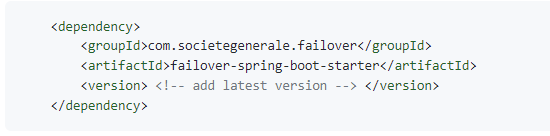 <dependency>
    <groupId>com.societegenerale.failover</groupId>
    <artifactId>failover-spring-boot-starter</artifactId>
    <version> <!-- add latest version --> </version>
</dependency>